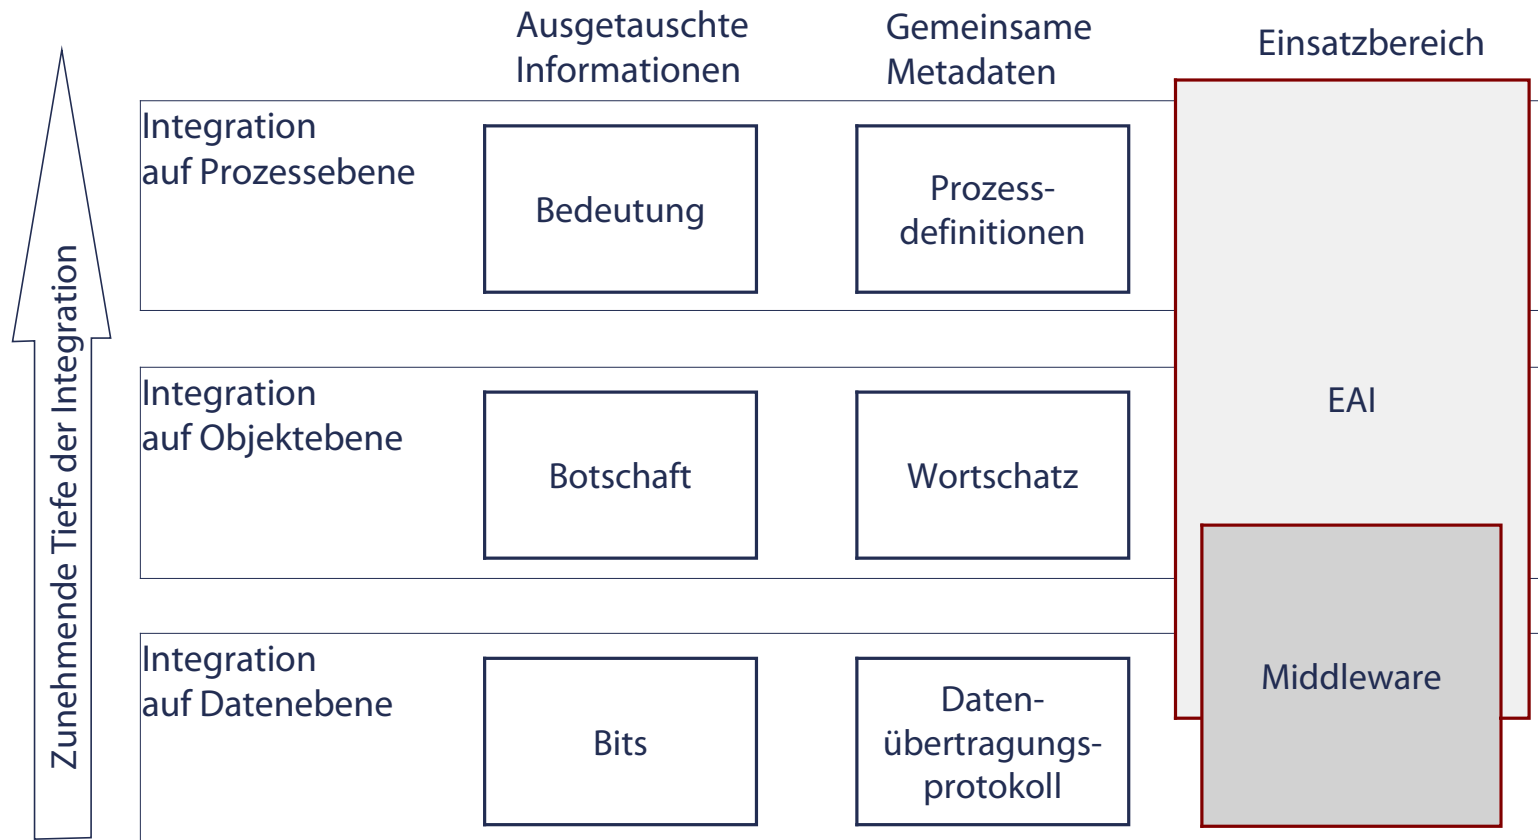 Ausgetauschte
Informationen
Gemeinsame
Metadaten
Einsatzbereich
Zunehmende Tiefe der Integration
Integration
auf Prozessebene
Bedeutung
Prozess-
definitionen
Integration
auf Objektebene
Botschaft
Wortschatz
EAI
Integration
auf Datenebene
Bits
Daten-
übertragungs-
protokoll
Middleware